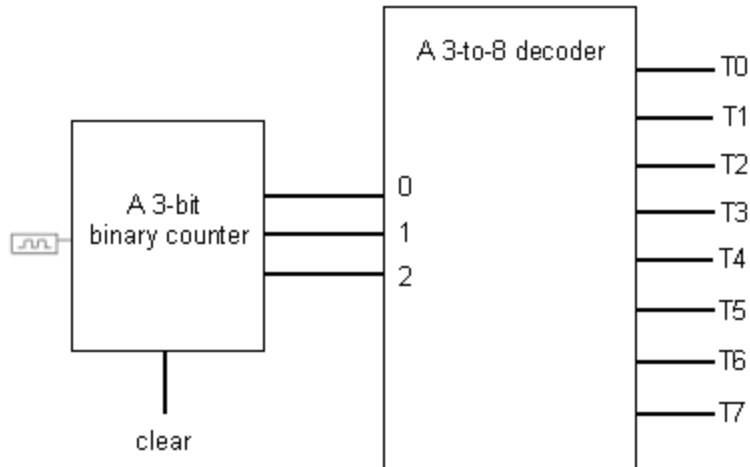 A 3-to-8 decoder
T0
T1
T2
A 3-bit
binary counter
0
1
2
T3
T4
T5
T6
T7
clear